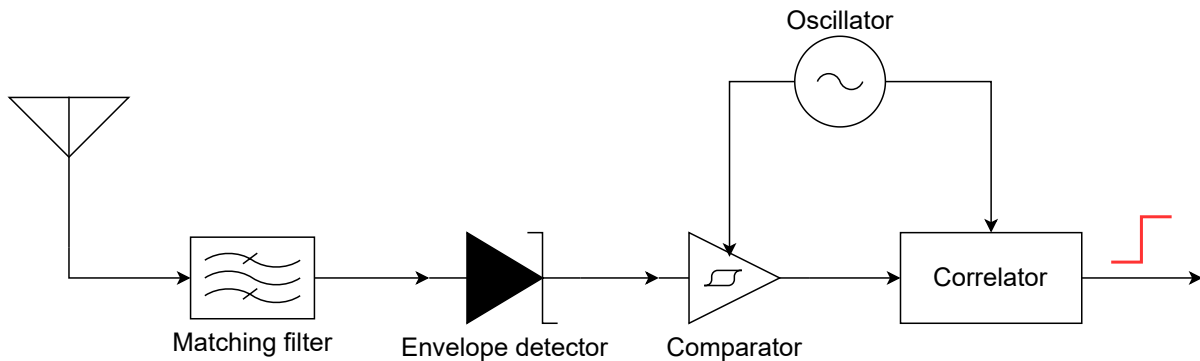 Oscillator
Correlator
Matching filter
Envelope detector
Comparator